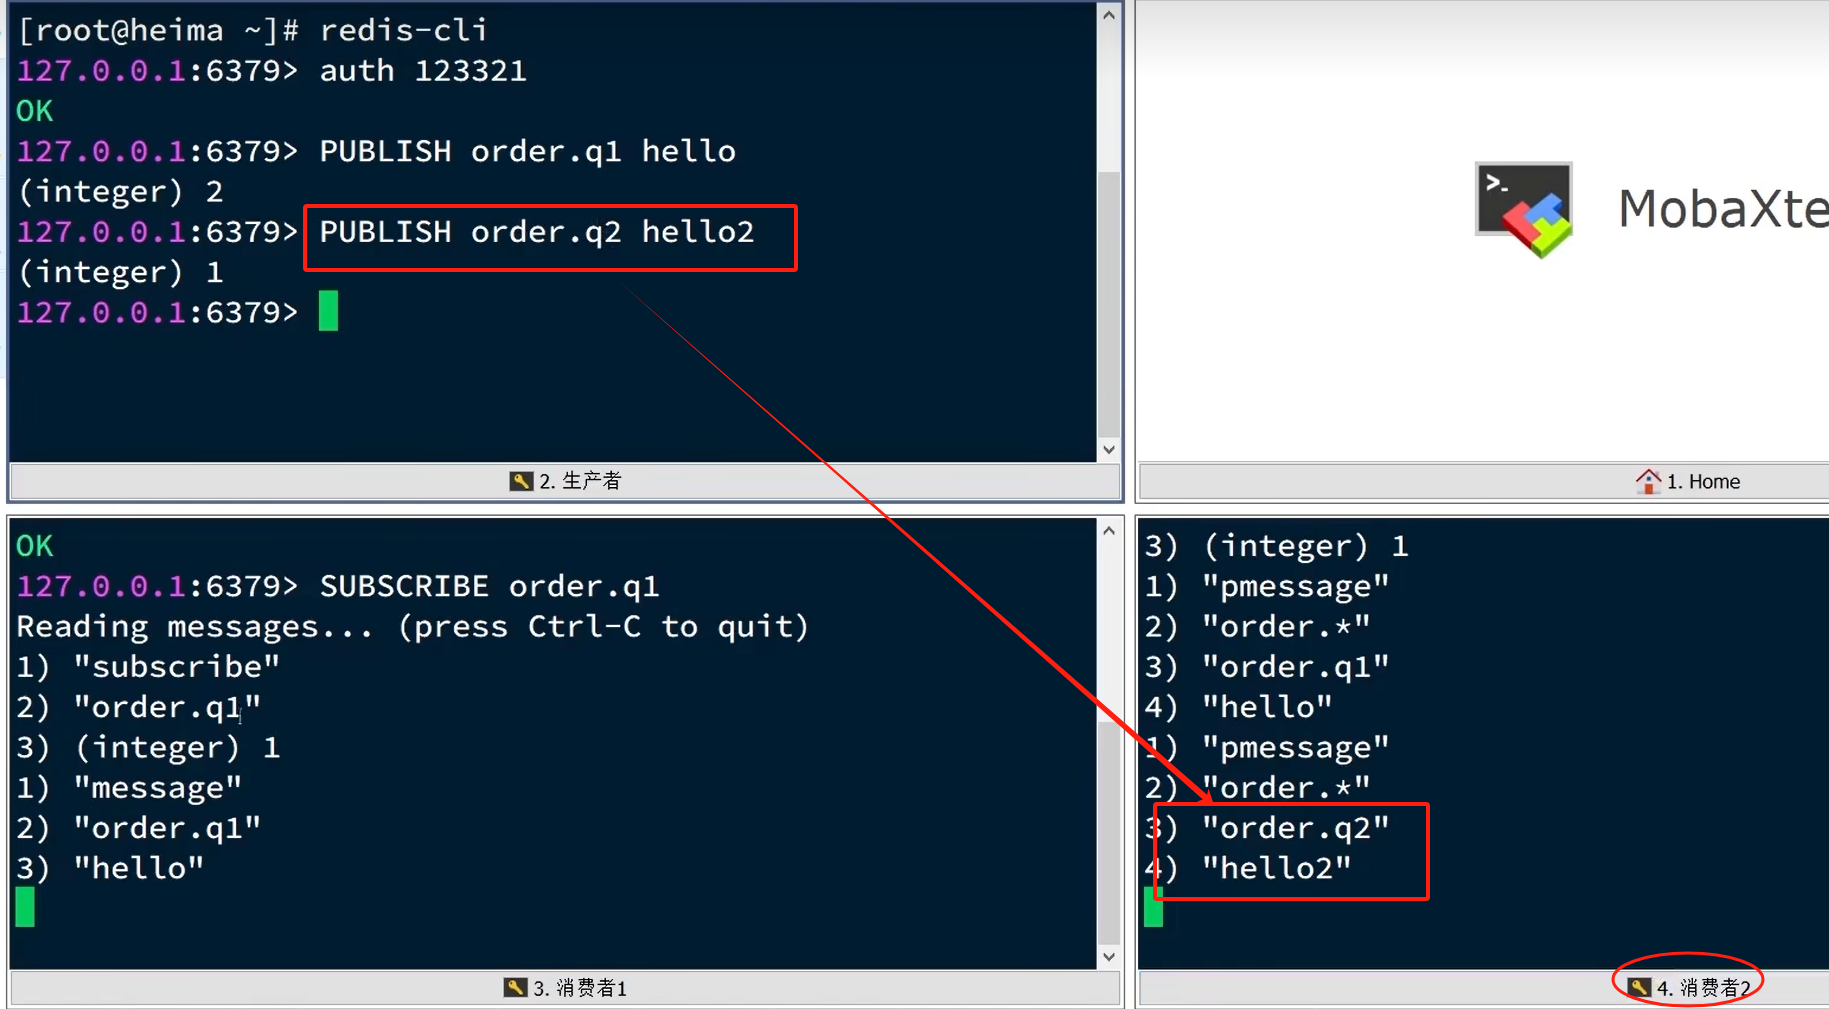 [root@heima ~]# redis-cli
127.0.0.1:6379> auth 123321
OK
127.0.0.1:6379> PUBLISH order.q1 hello
(integer) 2
127.0.0.1:6379> PUBLISH order.q2 hello2
(integer) 1
127.0.0.1:6379>
2. 生产者
>_
MobaXte
1. Home
OK
127.0.0.1:6379> SUBSCRIBE order.q1
Reading messages... (press Ctrl-C to quit)
1) "subscribe"
2) "order.q1"
3) (integer) 1
1) "message"
2) "order.q1"
3) "hello"
3. 消费者1
3) (integer) 1
1) "pmessage"
2) "order.*"
3) "order.q1"
4) "hello"
1) "pmessage"
2) "order.*"
3) "order.q2"
4) "hello2"
4. 消费者2